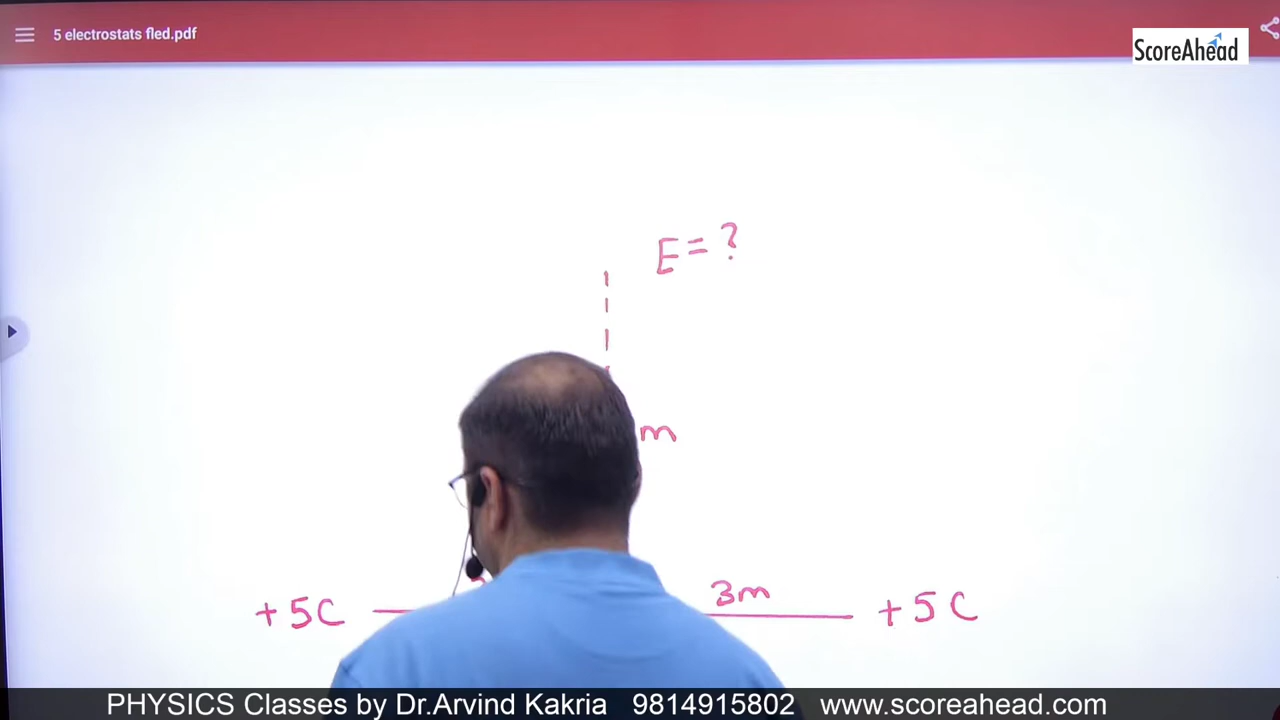 5 electrostats fled.pdf
ScoreAhead
E = ?
m
3m
+5C
+5C
PHYSICS Classes by Dr.Arvind Kakria 9814915802 www.scoreahead.com